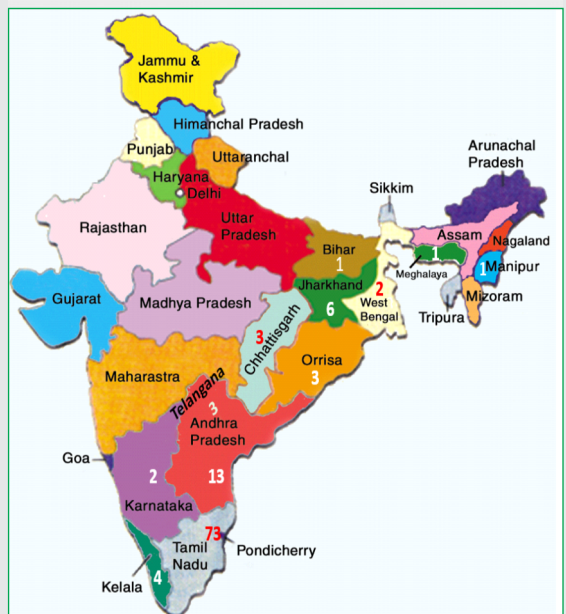 Jammu &
Kashmir
Himanchal Pradesh
Punjab
Uttaranchal
Haryana
Delhi
Arunachal
Pradesh
Sikkim
Rajasthan
Uttar
Pradesh
Assam
Nagaland
Bihar
1
1
Meghalaya
1
Manipur
Gujarat
Madhya Pradesh
Jharkhand
6
2
West
Bengal
Tripura
Mizoram
3
Chhattisgarh
Orrisa
3
Maharastra
Telangana
3
Andhra
Pradesh
13
Goa
2
Karnataka
73
Tamil
Nadu
Pondicherry
Kelala
4